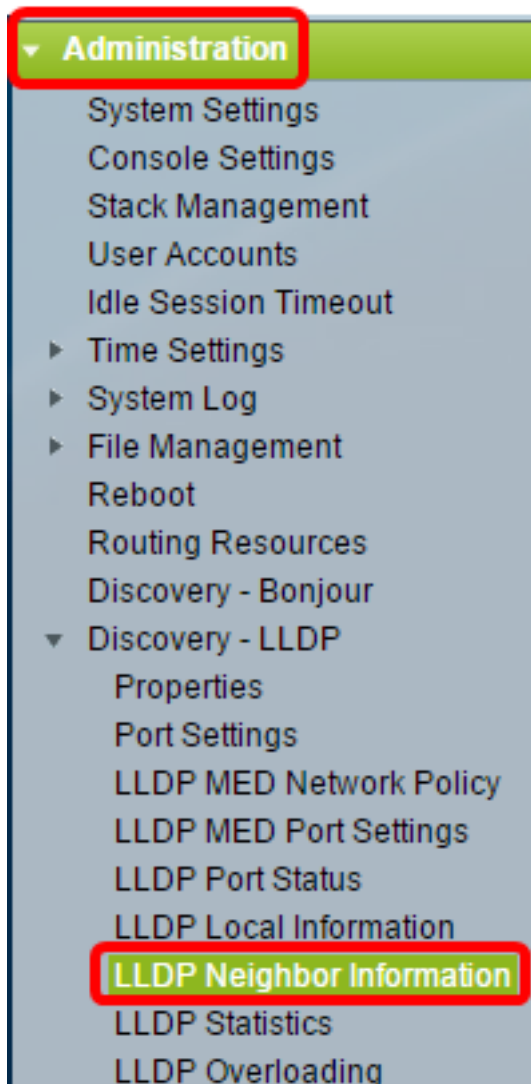 Administration
System Settings
Console Settings
Stack Management
User Accounts
Idle Session Timeout
Time Settings
System Log
File Management
Reboot
Routing Resources
Discovery - Bonjour
Discovery - LLDP
Properties
Port Settings
LLDP MED Network Policy
LLDP MED Port Settings
LLDP Port Status
LLDP Local Information
LLDP Neighbor Information
LLDP Statistics
LLDP Overloading